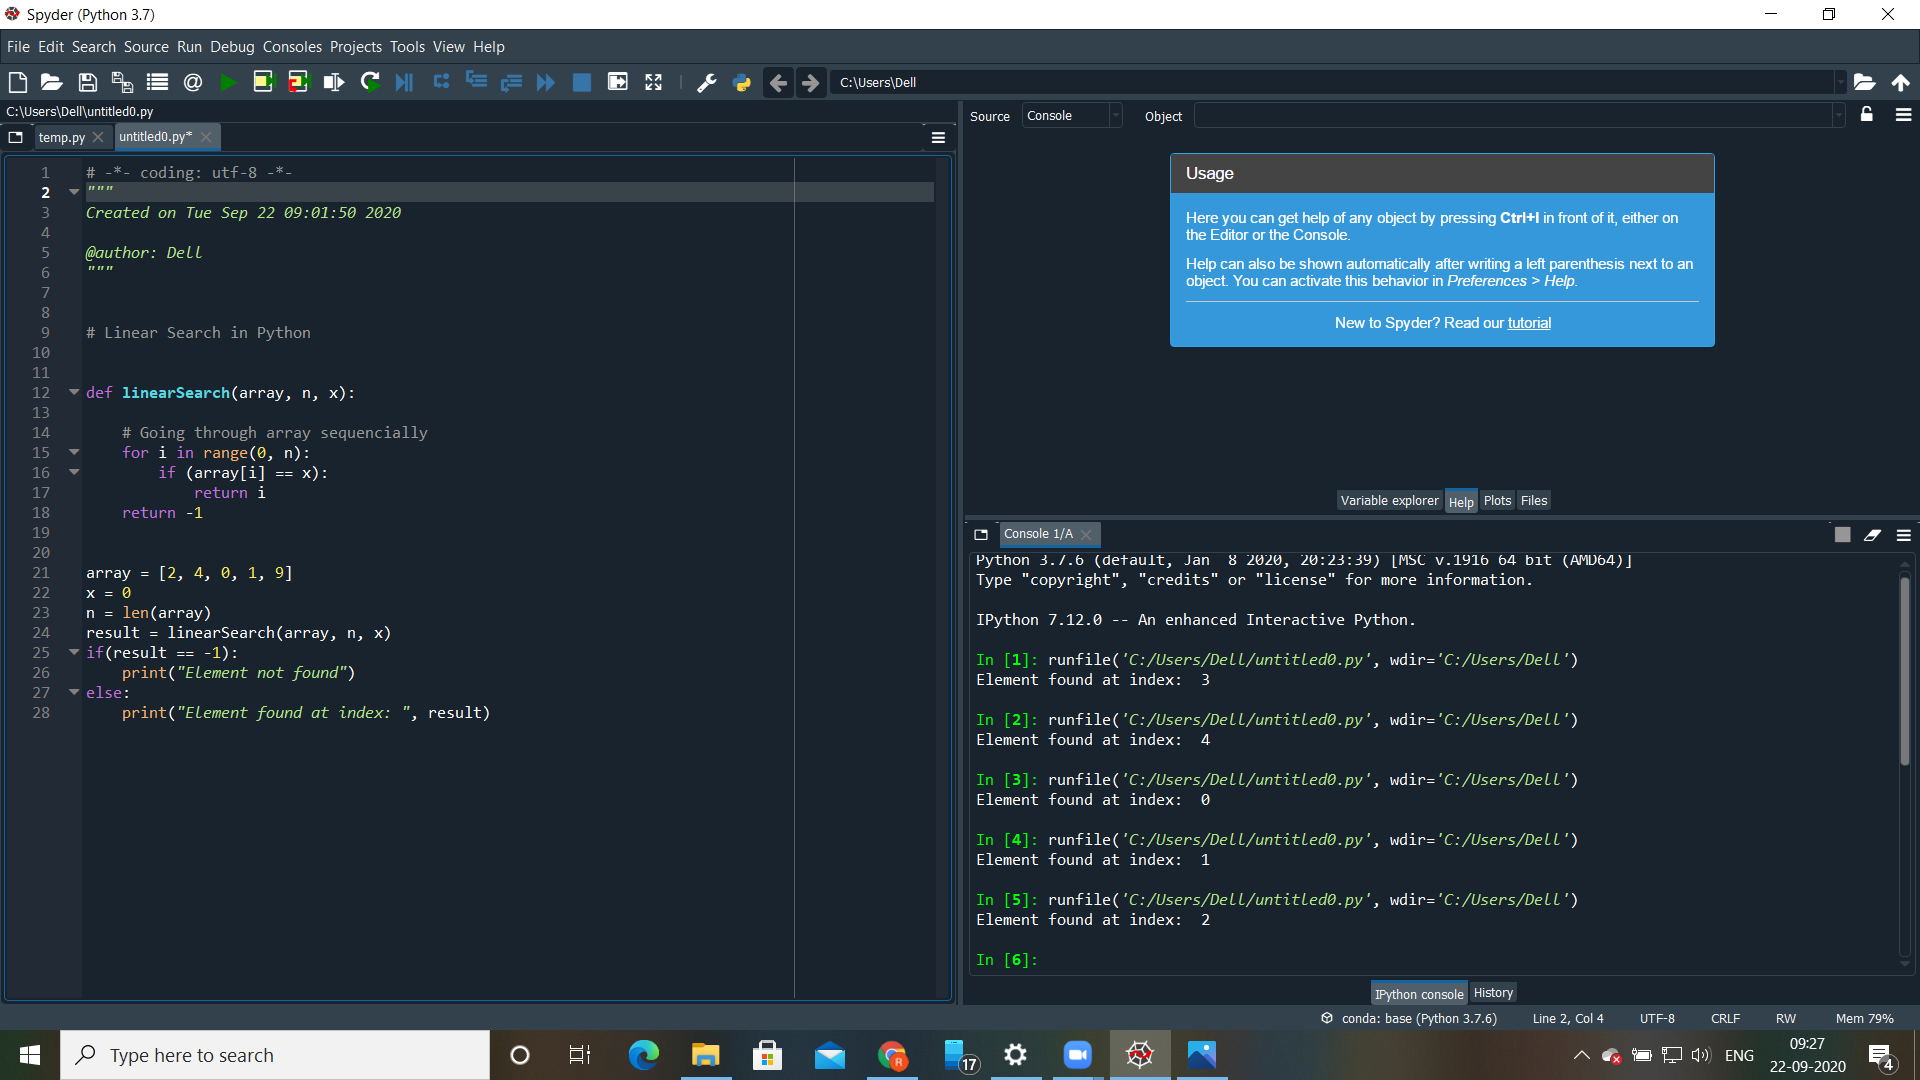 Spyder (Python 3.7)
File Edit Search Source Run Debug Consoles Projects Tools View Help
C:\Users\Dell
C:\Users\Dell\untitled0.py
temp.py
untitled0.py*
1 # -*- coding: utf-8 -*-
2 """
3 Created on Tue Sep 22 09:01:50 2020
4
5 @author: Dell
6 """
7
8
9 # Linear Search in Python
10
11
12 def linearSearch(array, n, x):
13
14     # Going through array sequencially
15     for i in range(0, n):
16         if (array[i] == x):
17             return i
18     return -1
19
20
21 array = [2, 4, 0, 1, 9]
22 x = 0
23 n = len(array)
24 result = linearSearch(array, n, x)
25 if(result == -1):
26     print("Element not found")
27 else:
28     print("Element found at index: ", result)
Source Console Object
Usage
Here you can get help of any object by pressing Ctrl+I in front of it, either on
the Editor or the Console.
Help can also be shown automatically after writing a left parenthesis next to an
object. You can activate this behavior in Preferences > Help.
New to Spyder? Read our tutorial
Variable explorer Help Plots Files
Console 1/A
Python 3.7.6 (default, Jan  8 2020, 20:23:39) [MSC v.1916 64 bit (AMD64)]
Type "copyright", "credits" or "license" for more information.
IPython 7.12.0 -- An enhanced Interactive Python.
In [1]: runfile('C:/Users/Dell/untitled0.py', wdir='C:/Users/Dell')
Element found at index:  3
In [2]: runfile('C:/Users/Dell/untitled0.py', wdir='C:/Users/Dell')
Element found at index:  4
In [3]: runfile('C:/Users/Dell/untitled0.py', wdir='C:/Users/Dell')
Element found at index:  0
In [4]: runfile('C:/Users/Dell/untitled0.py', wdir='C:/Users/Dell')
Element found at index:  1
In [5]: runfile('C:/Users/Dell/untitled0.py', wdir='C:/Users/Dell')
Element found at index:  2
In [6]:
IPython console History
conda: base (Python 3.7.6) Line 2, Col 4 UTF-8 CRLF RW Mem 79%
Type here to search
R
17
ENG
09:27
22-09-2020
4